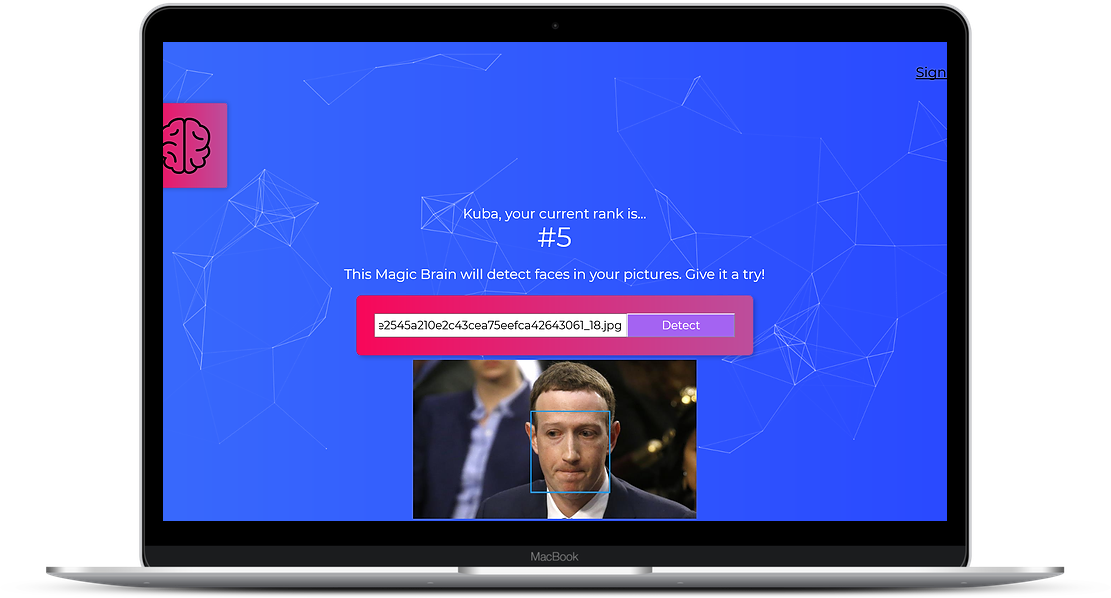 Sign
Kuba, your current rank is...
#5
This Magic Brain will detect faces in your pictures. Give it a try!
e2545a210e2c43cea75eefca42643061_18.jpg
Detect
MacBook